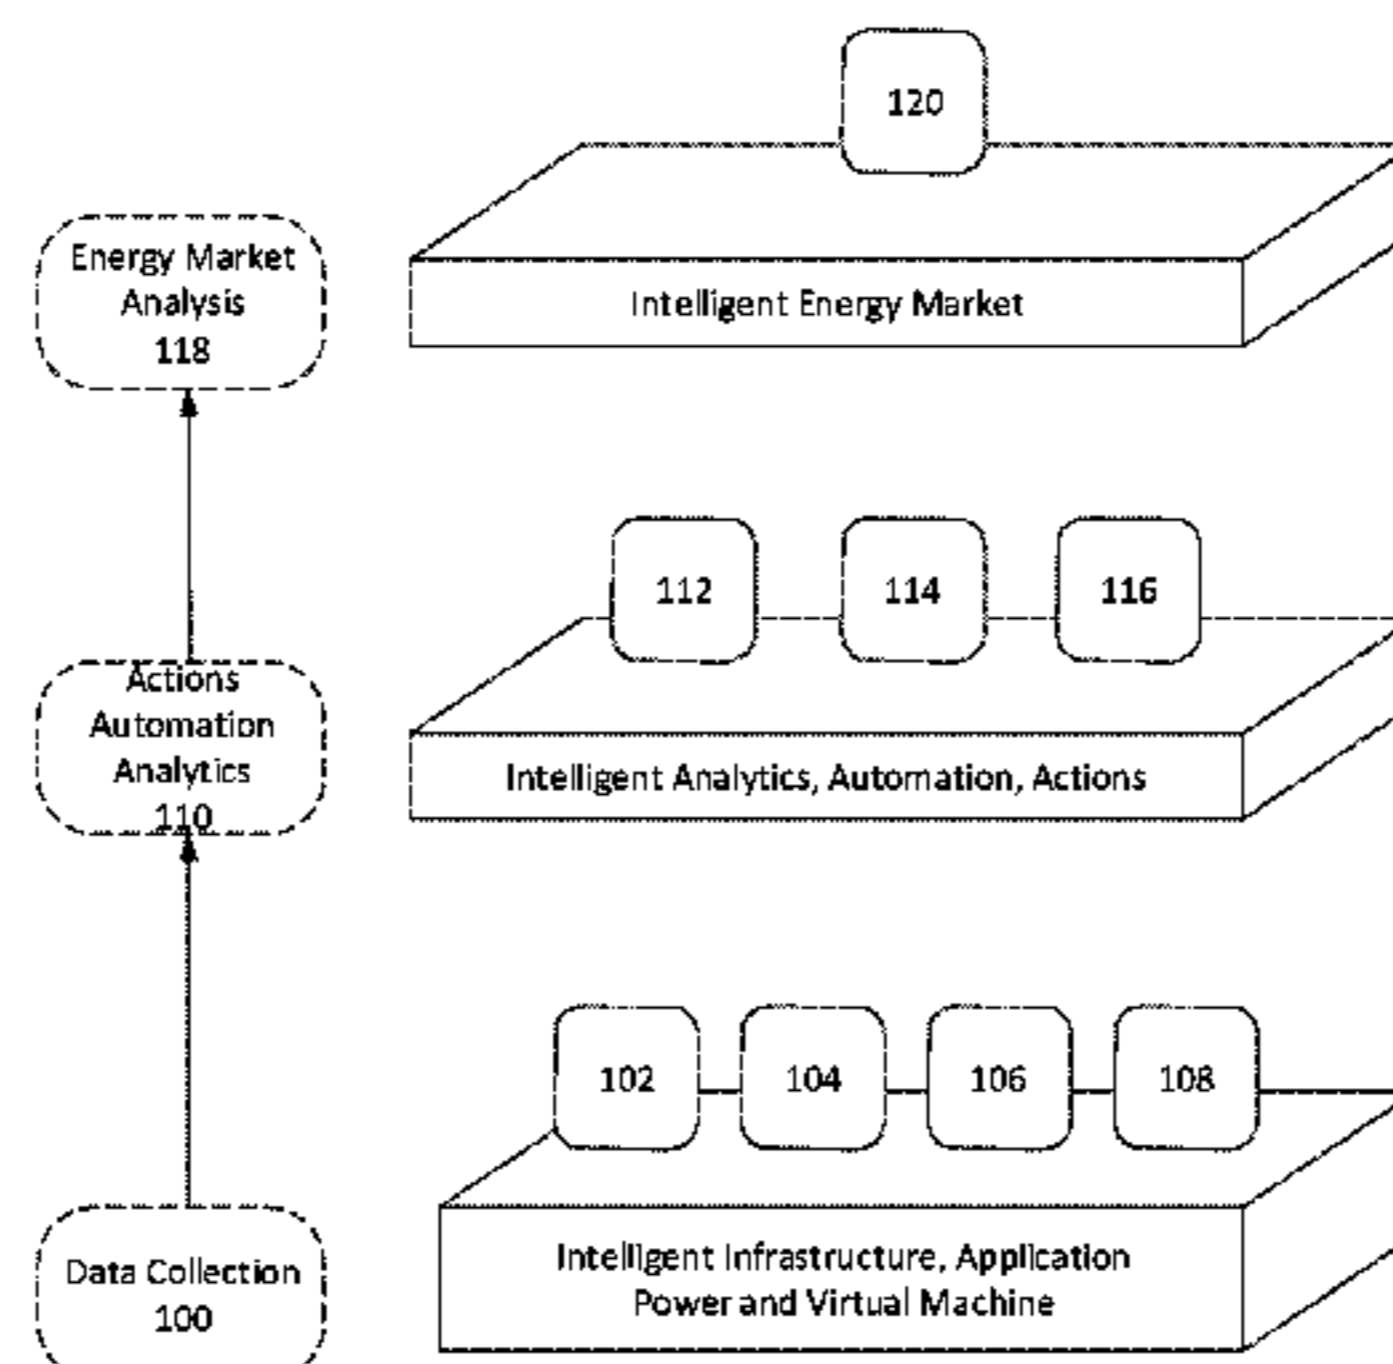 120
Energy Market
Analysis
118
Intelligent Energy Market
112
114
116
Actions
Automation
Analytics
110
Intelligent Analytics, Automation, Actions
102
104
106
108
Data Collection
100
Intelligent Infrastructure, Application
Power and Virtual Machine